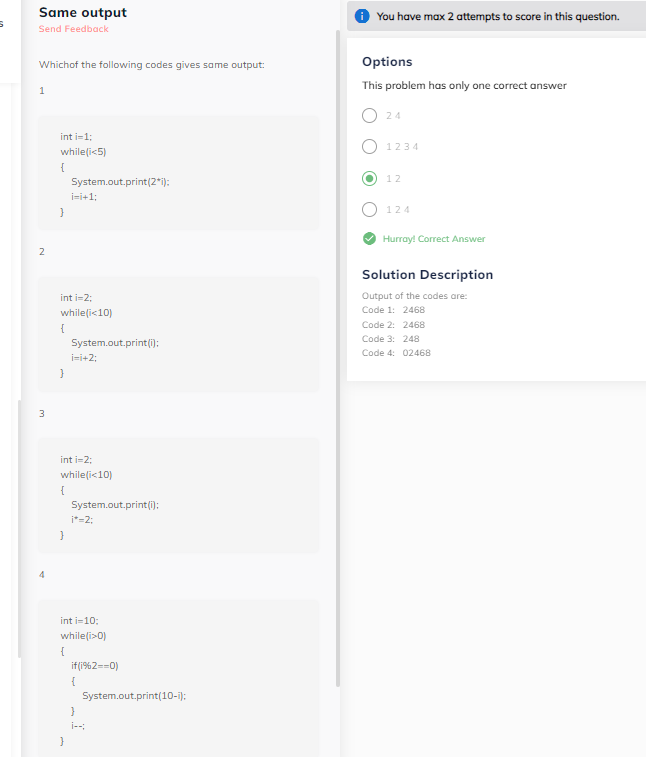 s
Same output
Send Feedback
Whichof the following codes gives same output:
1
int i=1;
while(i<5)
{
System.out.print(2*i);
i=i+1;
}
2
int i=2;
while(i<10)
{
System.out.print(i);
i=i+2;
}
3
int i=2;
while(i<10)
{
System.out.print(i);
i*=2;
}
4
int i=10;
while(i>0)
{
if(i%2==0)
{
System.out.print(10-i);
}
i--;
}
i You have max 2 attempts to score in this question.
Options
This problem has only one correct answer
2 4
1 2 3 4
1 2
1 2 4
Hurray! Correct Answer
Solution Description
Output of the codes are:
Code 1: 2468
Code 2: 2468
Code 3: 248
Code 4: 02468